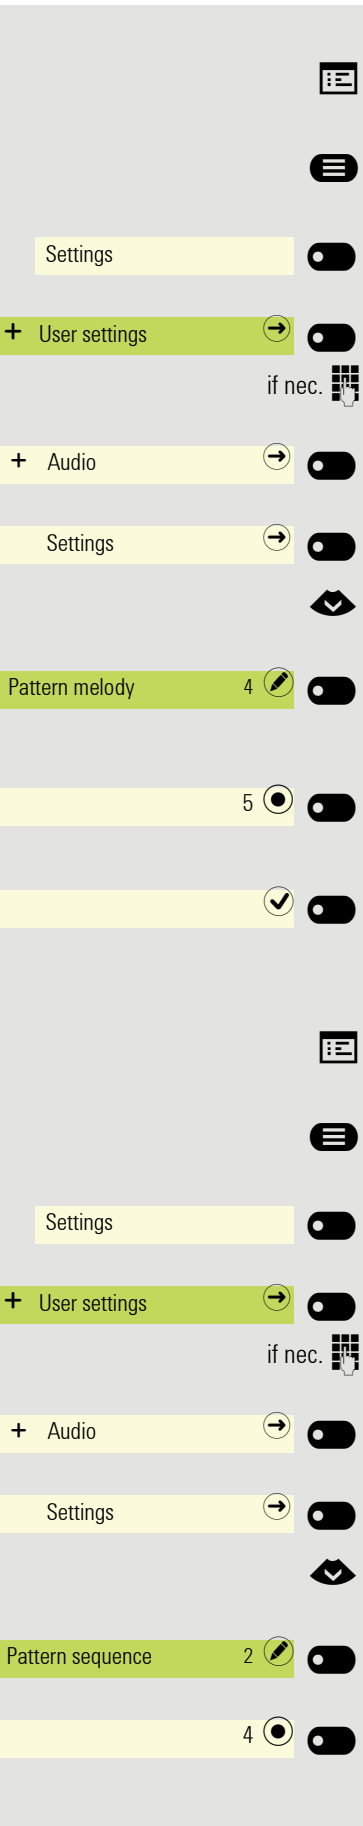 Settings
+ User settings
if nec.
+ Audio
Settings
Pattern melody 4
5
Settings
+ User settings
if nec.
+ Audio
Settings
Pattern sequence 2
4